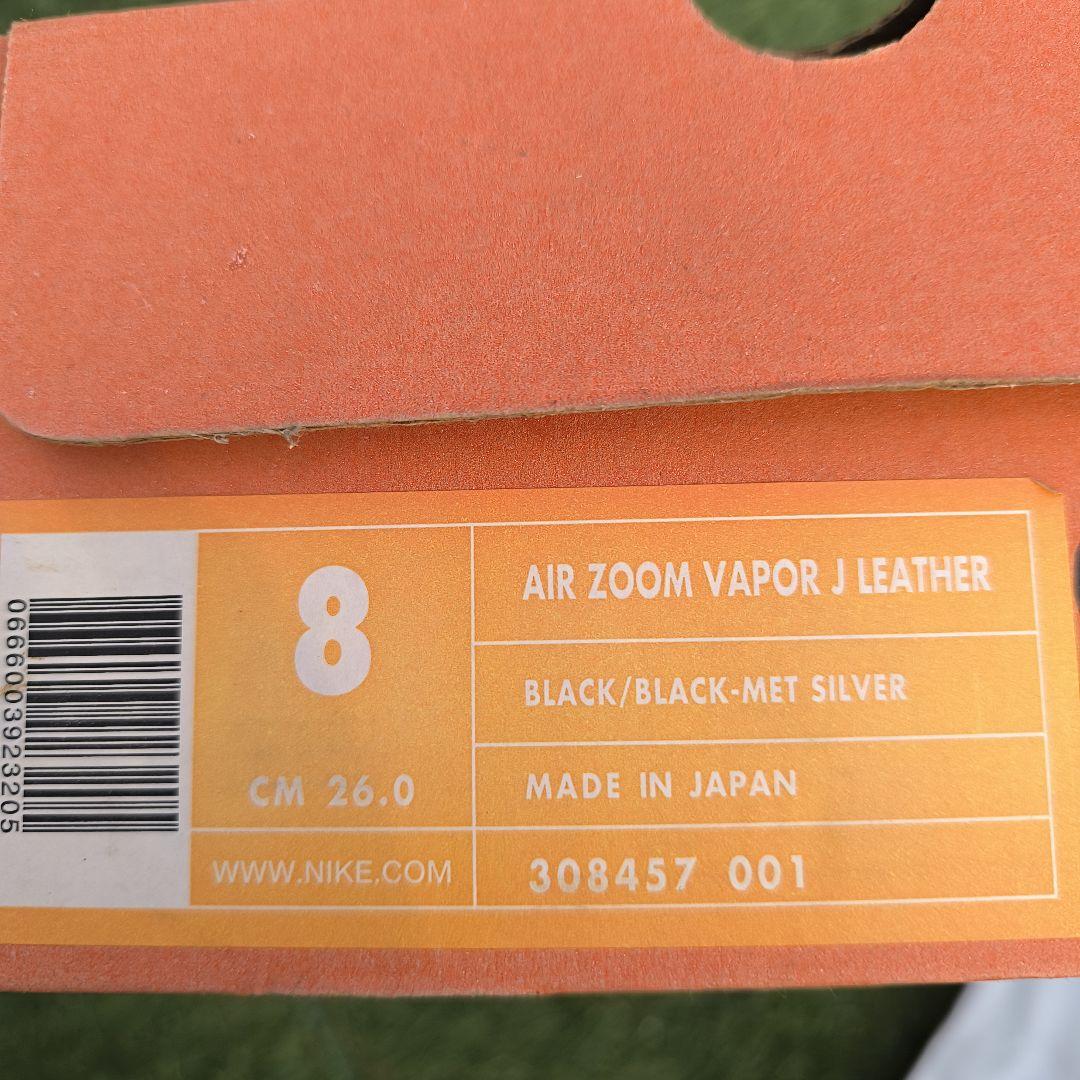 0666003923205
8
CM 26.0
WWW.NIKE.COM
AIR ZOOM VAPOR J LEATHER
BLACK/BLACK-MET SILVER
MADE IN JAPAN
308457 001